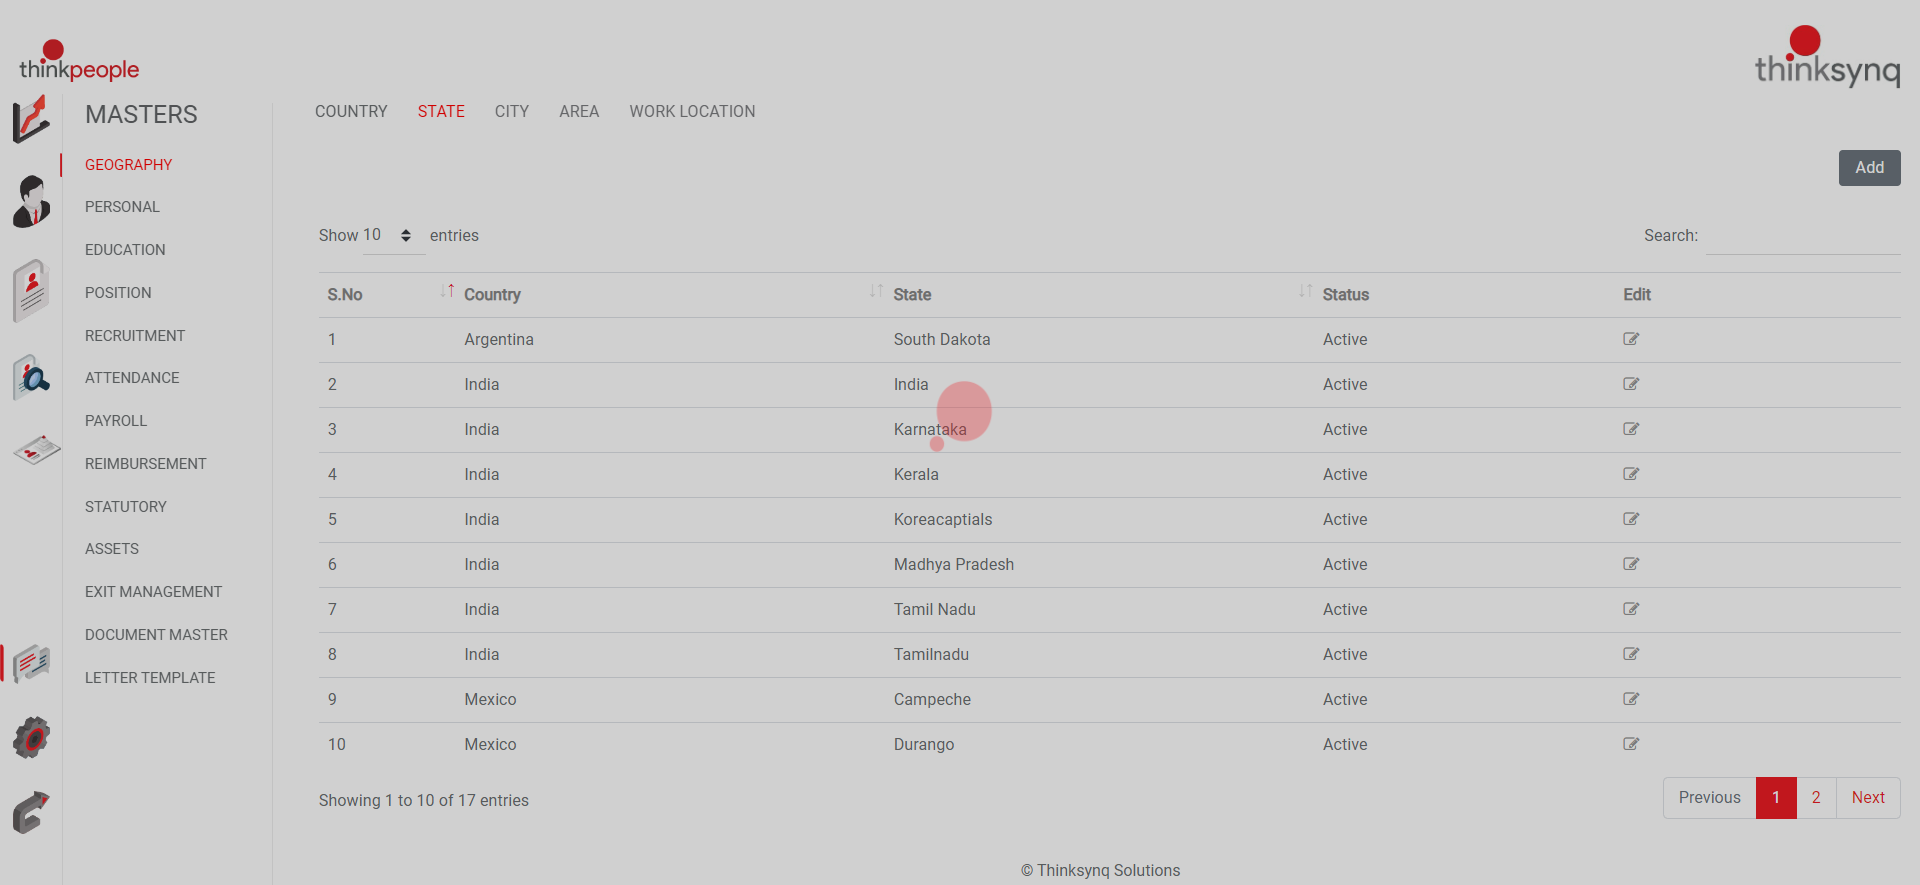 thinkpeople
thinksynq
MASTERS
GEOGRAPHY
PERSONAL
EDUCATION
POSITION
RECRUITMENT
ATTENDANCE
PAYROLL
REIMBURSEMENT
STATUTORY
ASSETS
EXIT MANAGEMENT
DOCUMENT MASTER
LETTER TEMPLATE
COUNTRY STATE CITY AREA WORK LOCATION
Add
Show 10 entries Search:
S.No Country State Status Edit
1 Argentina South Dakota Active
2 India India Active
3 India Karnataka Active
4 India Kerala Active
5 India Koreacaptials Active
6 India Madhya Pradesh Active
7 India Tamil Nadu Active
8 India Tamilnadu Active
9 Mexico Campeche Active
10 Mexico Durango Active
Showing 1 to 10 of 17 entries
Previous 1 2 Next
© Thinksynq Solutions